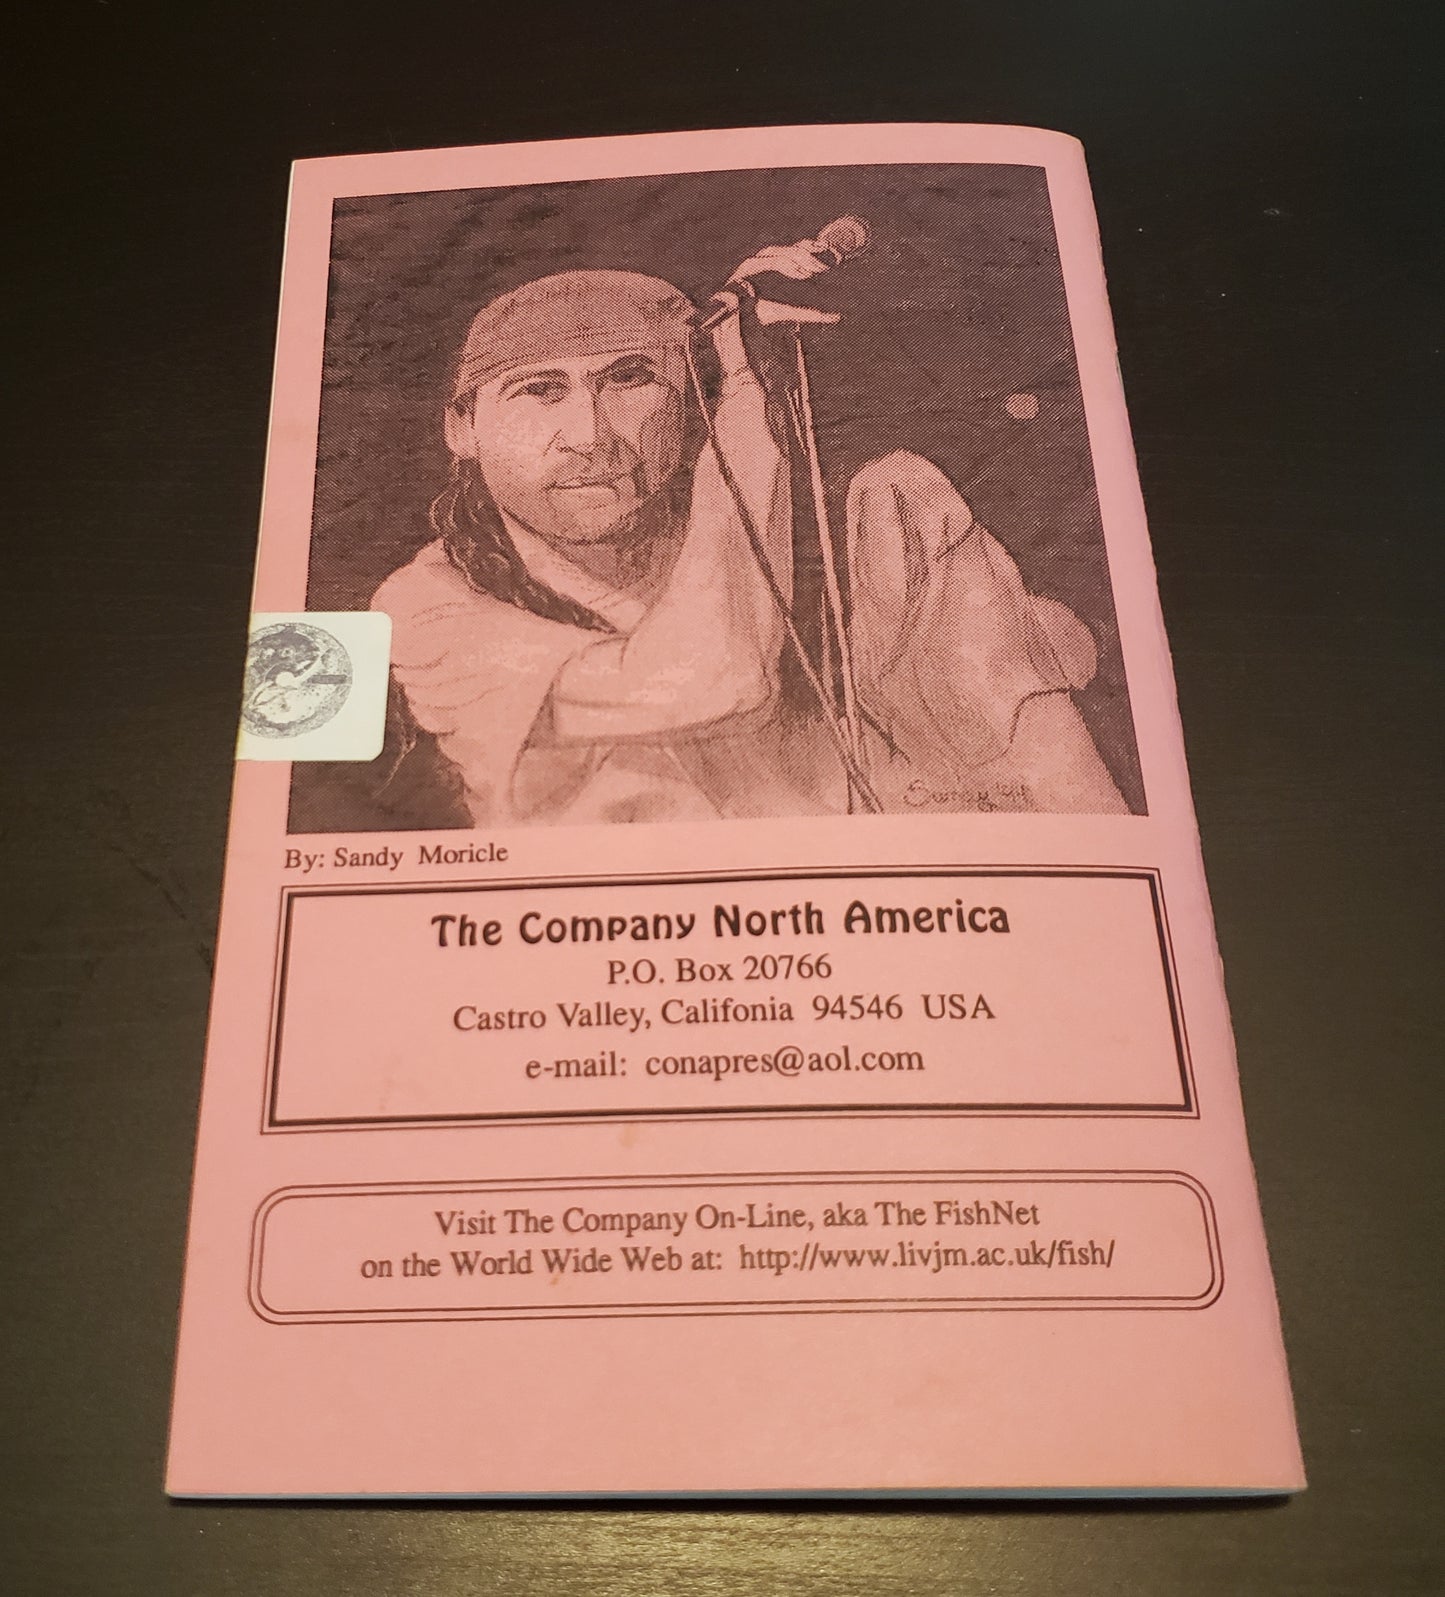 By: Sandy Moricle
The Company North America
P.O. Box 20766
Castro Valley, Califonia 94546 USA
e-mail: conapres@aol.com
Visit The Company On-Line, aka The FishNet
on the World Wide Web at: http://www.livjm.ac.uk/fish/